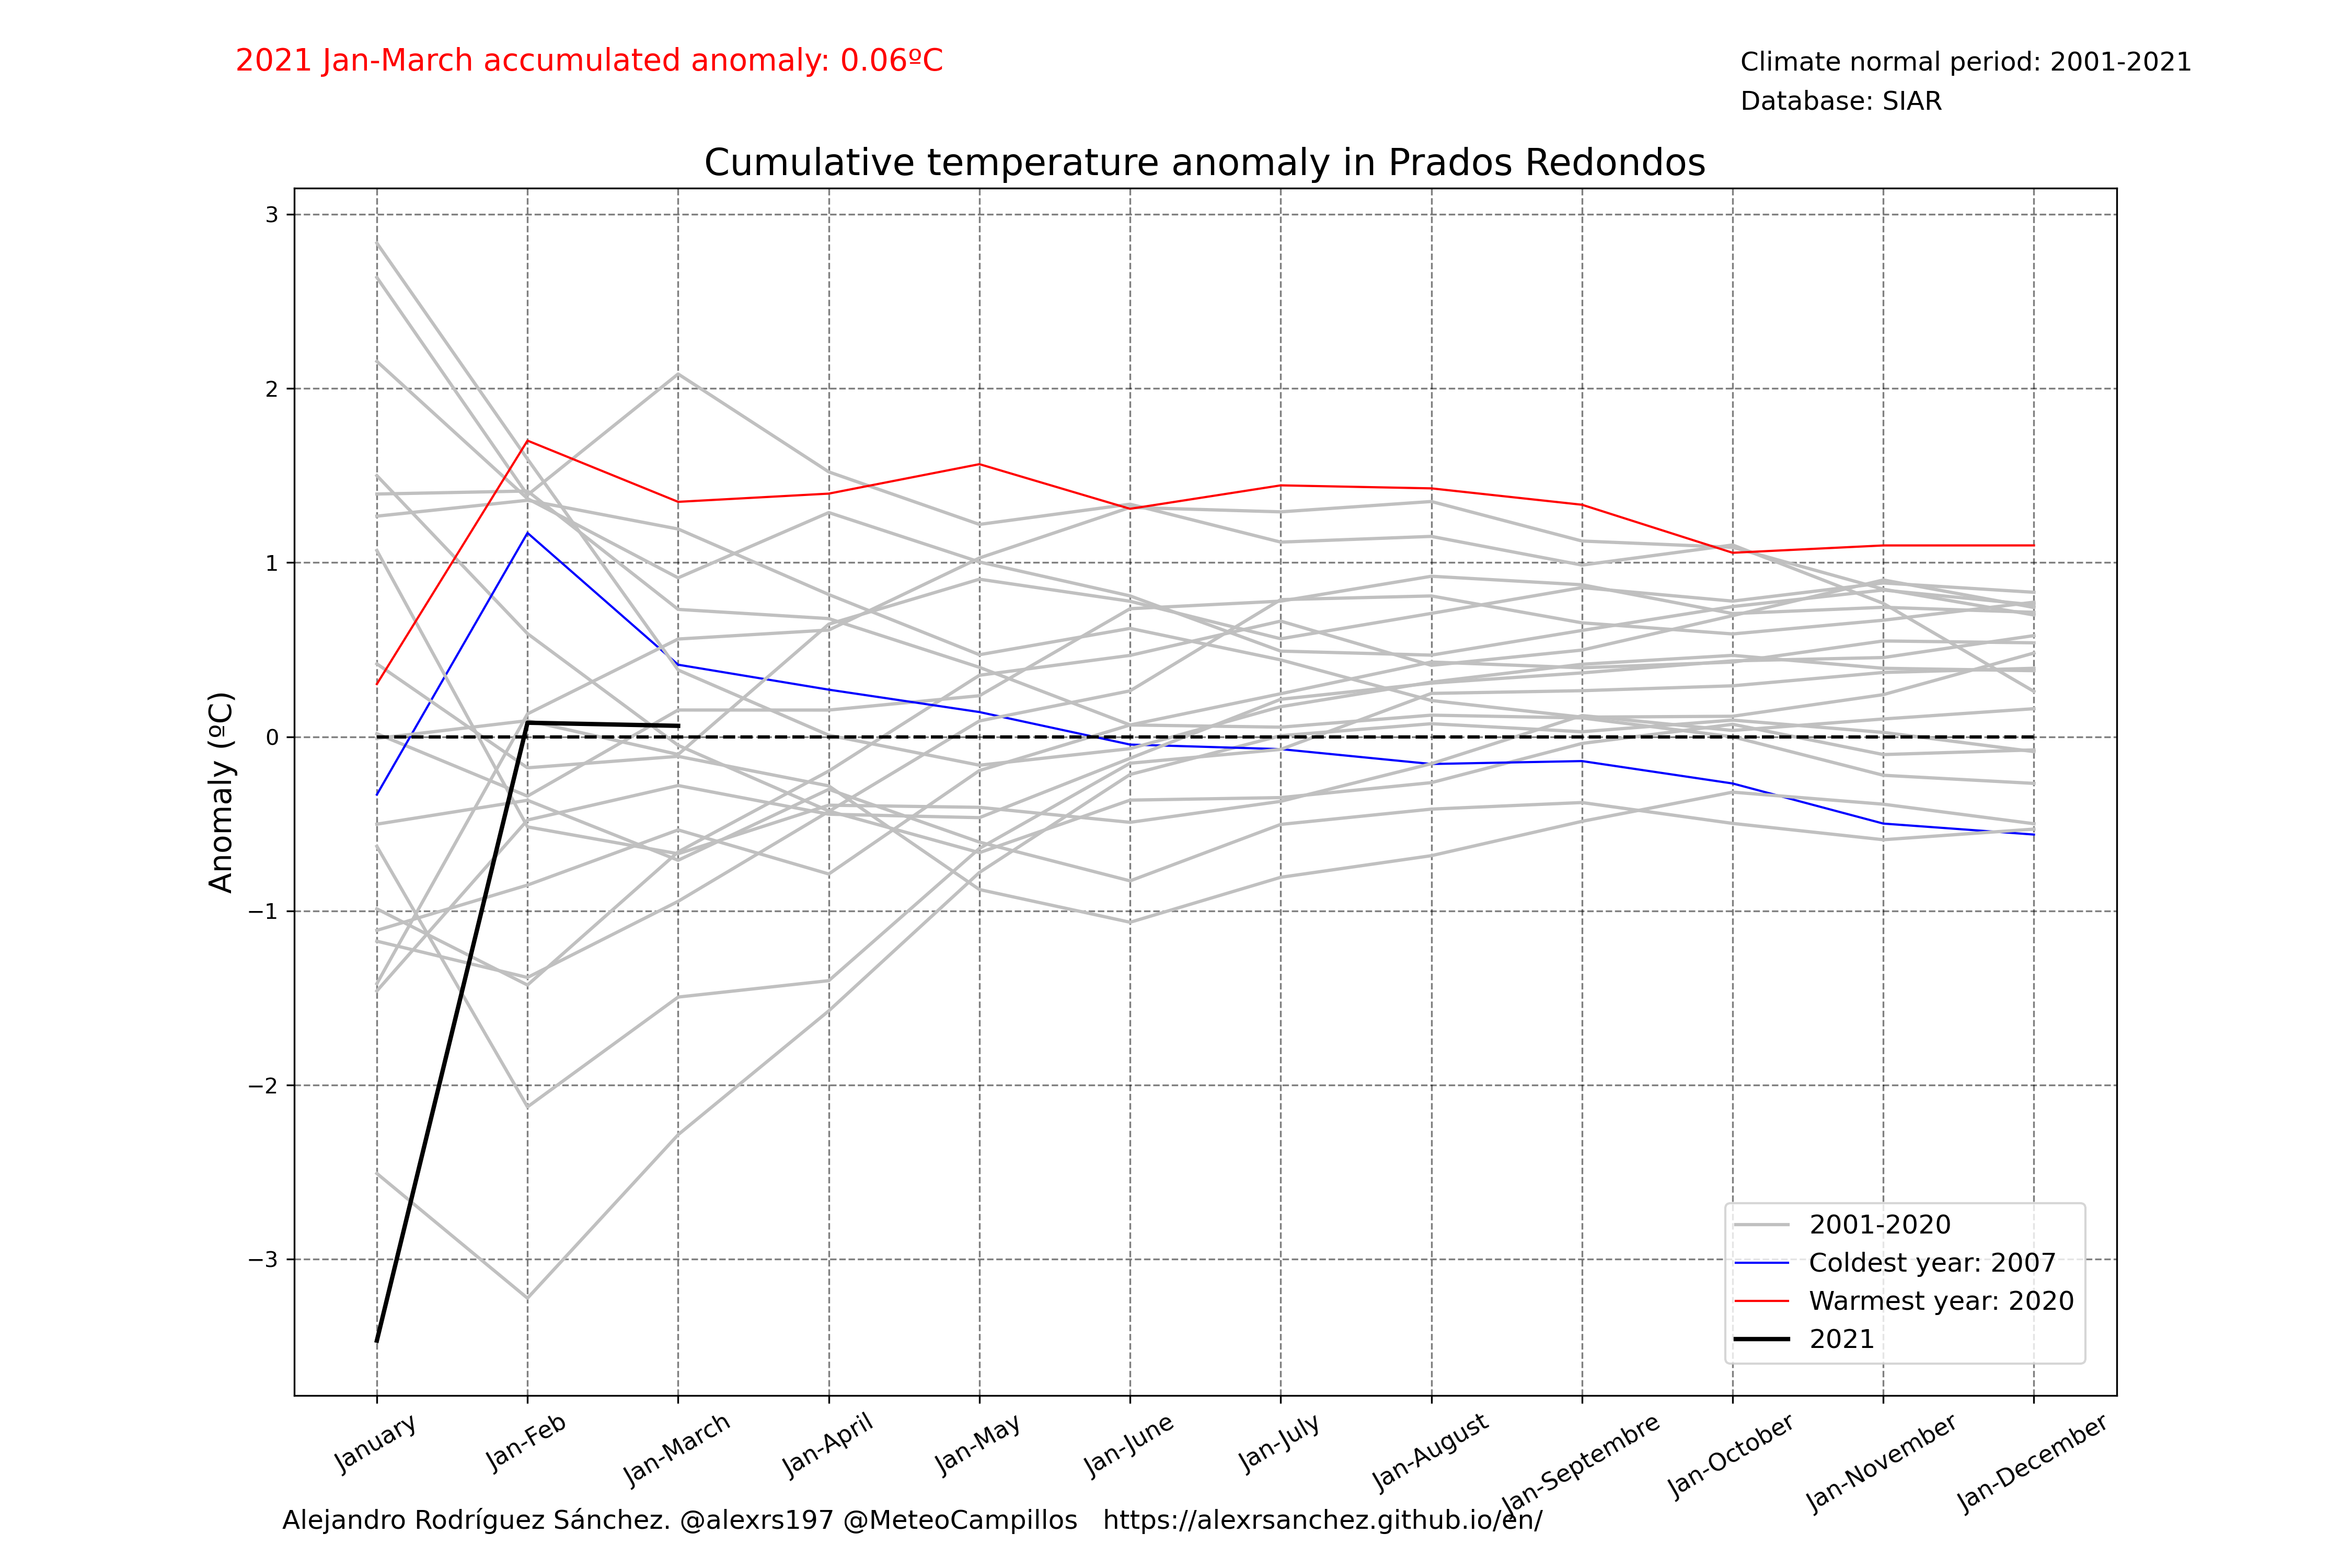 2021 Jan-March accumulated anomaly: 0.06ºC
Climate normal period: 2001-2021
Database: SIAR
Cumulative temperature anomaly in Prados Redondos
Anomaly (ºC)
3
2
1
0
−1
−2
−3
2001-2020
Coldest year: 2007
Warmest year: 2020
2021
January
Jan-Feb
Jan-March
Jan-April
Jan-May
Jan-June
Jan-July
Jan-August
Jan-Septembre
Jan-October
Jan-November
Jan-December
Alejandro Rodríguez Sánchez. @alexrs197 @MeteoCampillos https://alexrsanchez.github.io/en/